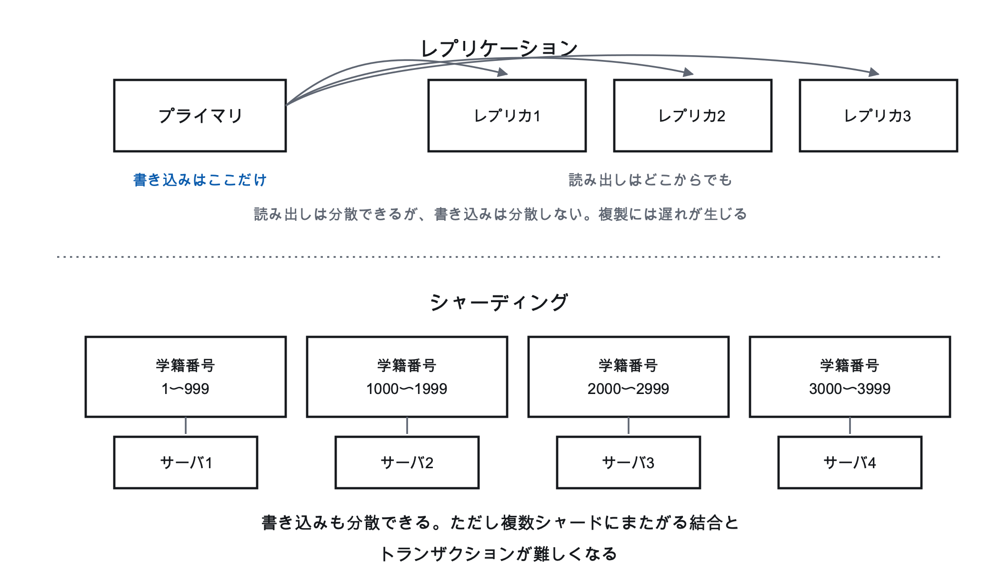 レプリケーション
プライマリ
レプリカ1
レプリカ2
レプリカ3
書き込みはここだけ
読み出しはどこからでも
読み出しは分散できるが、書き込みは分散しない。複製には遅れが生じる
シャーディング
学籍番号
1〜999
学籍番号
1000〜1999
学籍番号
2000〜2999
学籍番号
3000〜3999
サーバ1
サーバ2
サーバ3
サーバ4
書き込みも分散できる。ただし複数シャードにまたがる結合と
トランザクションが難しくなる